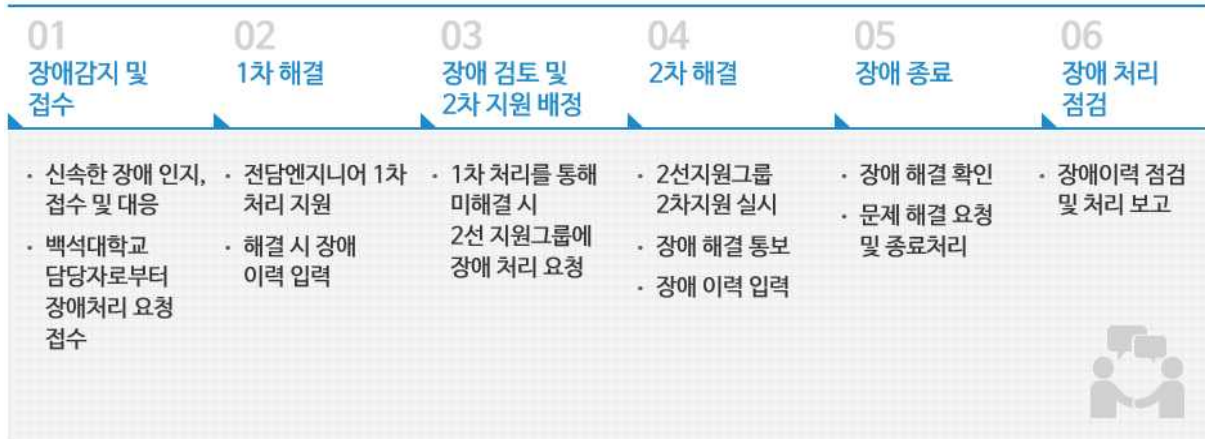 01
장애감지 및
접수
· 신속한 장애 인지,
접수 및 대응
· 백석대학교
담당자로부터
장애처리 요청
접수
02
1차 해결
· 전담엔지니어 1차
처리 지원
· 해결 시 장애
이력 입력
03
장애 검토 및
2차 지원 배정
· 1차 처리를 통해
미해결 시
2선 지원그룹에
장애 처리 요청
04
2차 해결
· 2선지원그룹
2차지원 실시
· 장애 해결 통보
· 장애 이력 입력
05
장애 종료
· 장애 해결 확인
· 문제 해결 요청
및 종료처리
06
장애 처리
점검
· 장애이력 점검
및 처리 보고